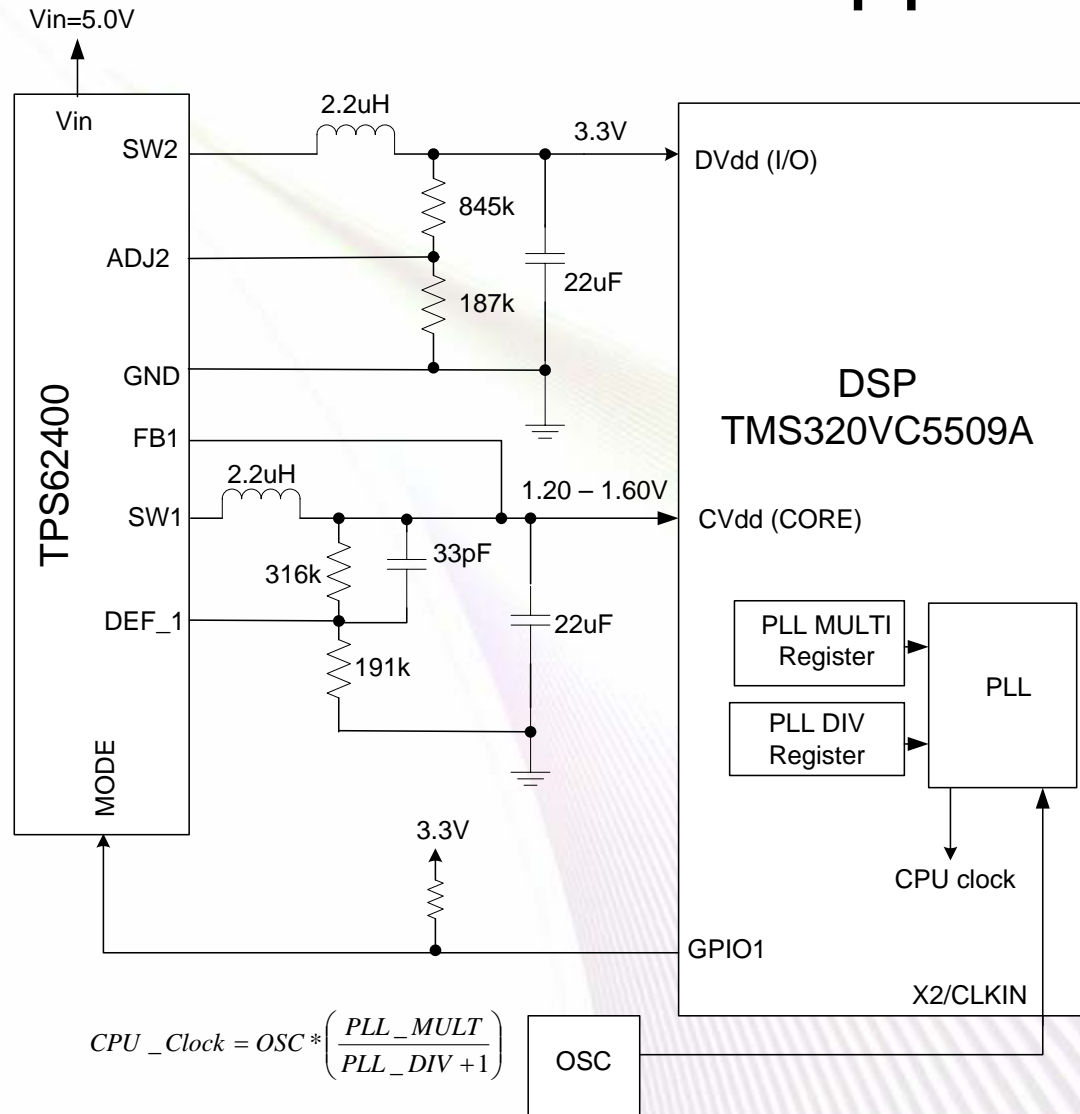 Vin=5.0V
Vin
2.2uH
SW2
3.3V
DVdd (I/O)
845k
ADJ2
22uF
187k
GND
TPS62400
DSP
TMS320VC5509A
FB1
2.2uH
1.20 – 1.60V
SW1
CVdd (CORE)
33pF
316k
DEF_1
22uF
191k
PLL MULTI
Register
PLL
PLL DIV
Register
MODE
3.3V
CPU clock
GPIO1
X2/CLKIN
CPU_Clock = OSC * (PLL_MULT / PLL_DIV + 1)
OSC